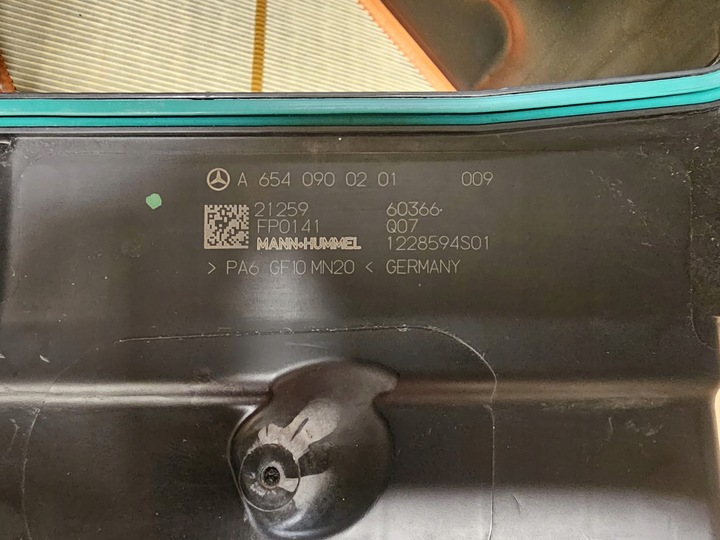 A 654 090 02 01 009
21259 60366
FP0141 Q07
MANN+HUMMEL 1228594S01
> PA6 GF10 MN20 < GERMANY